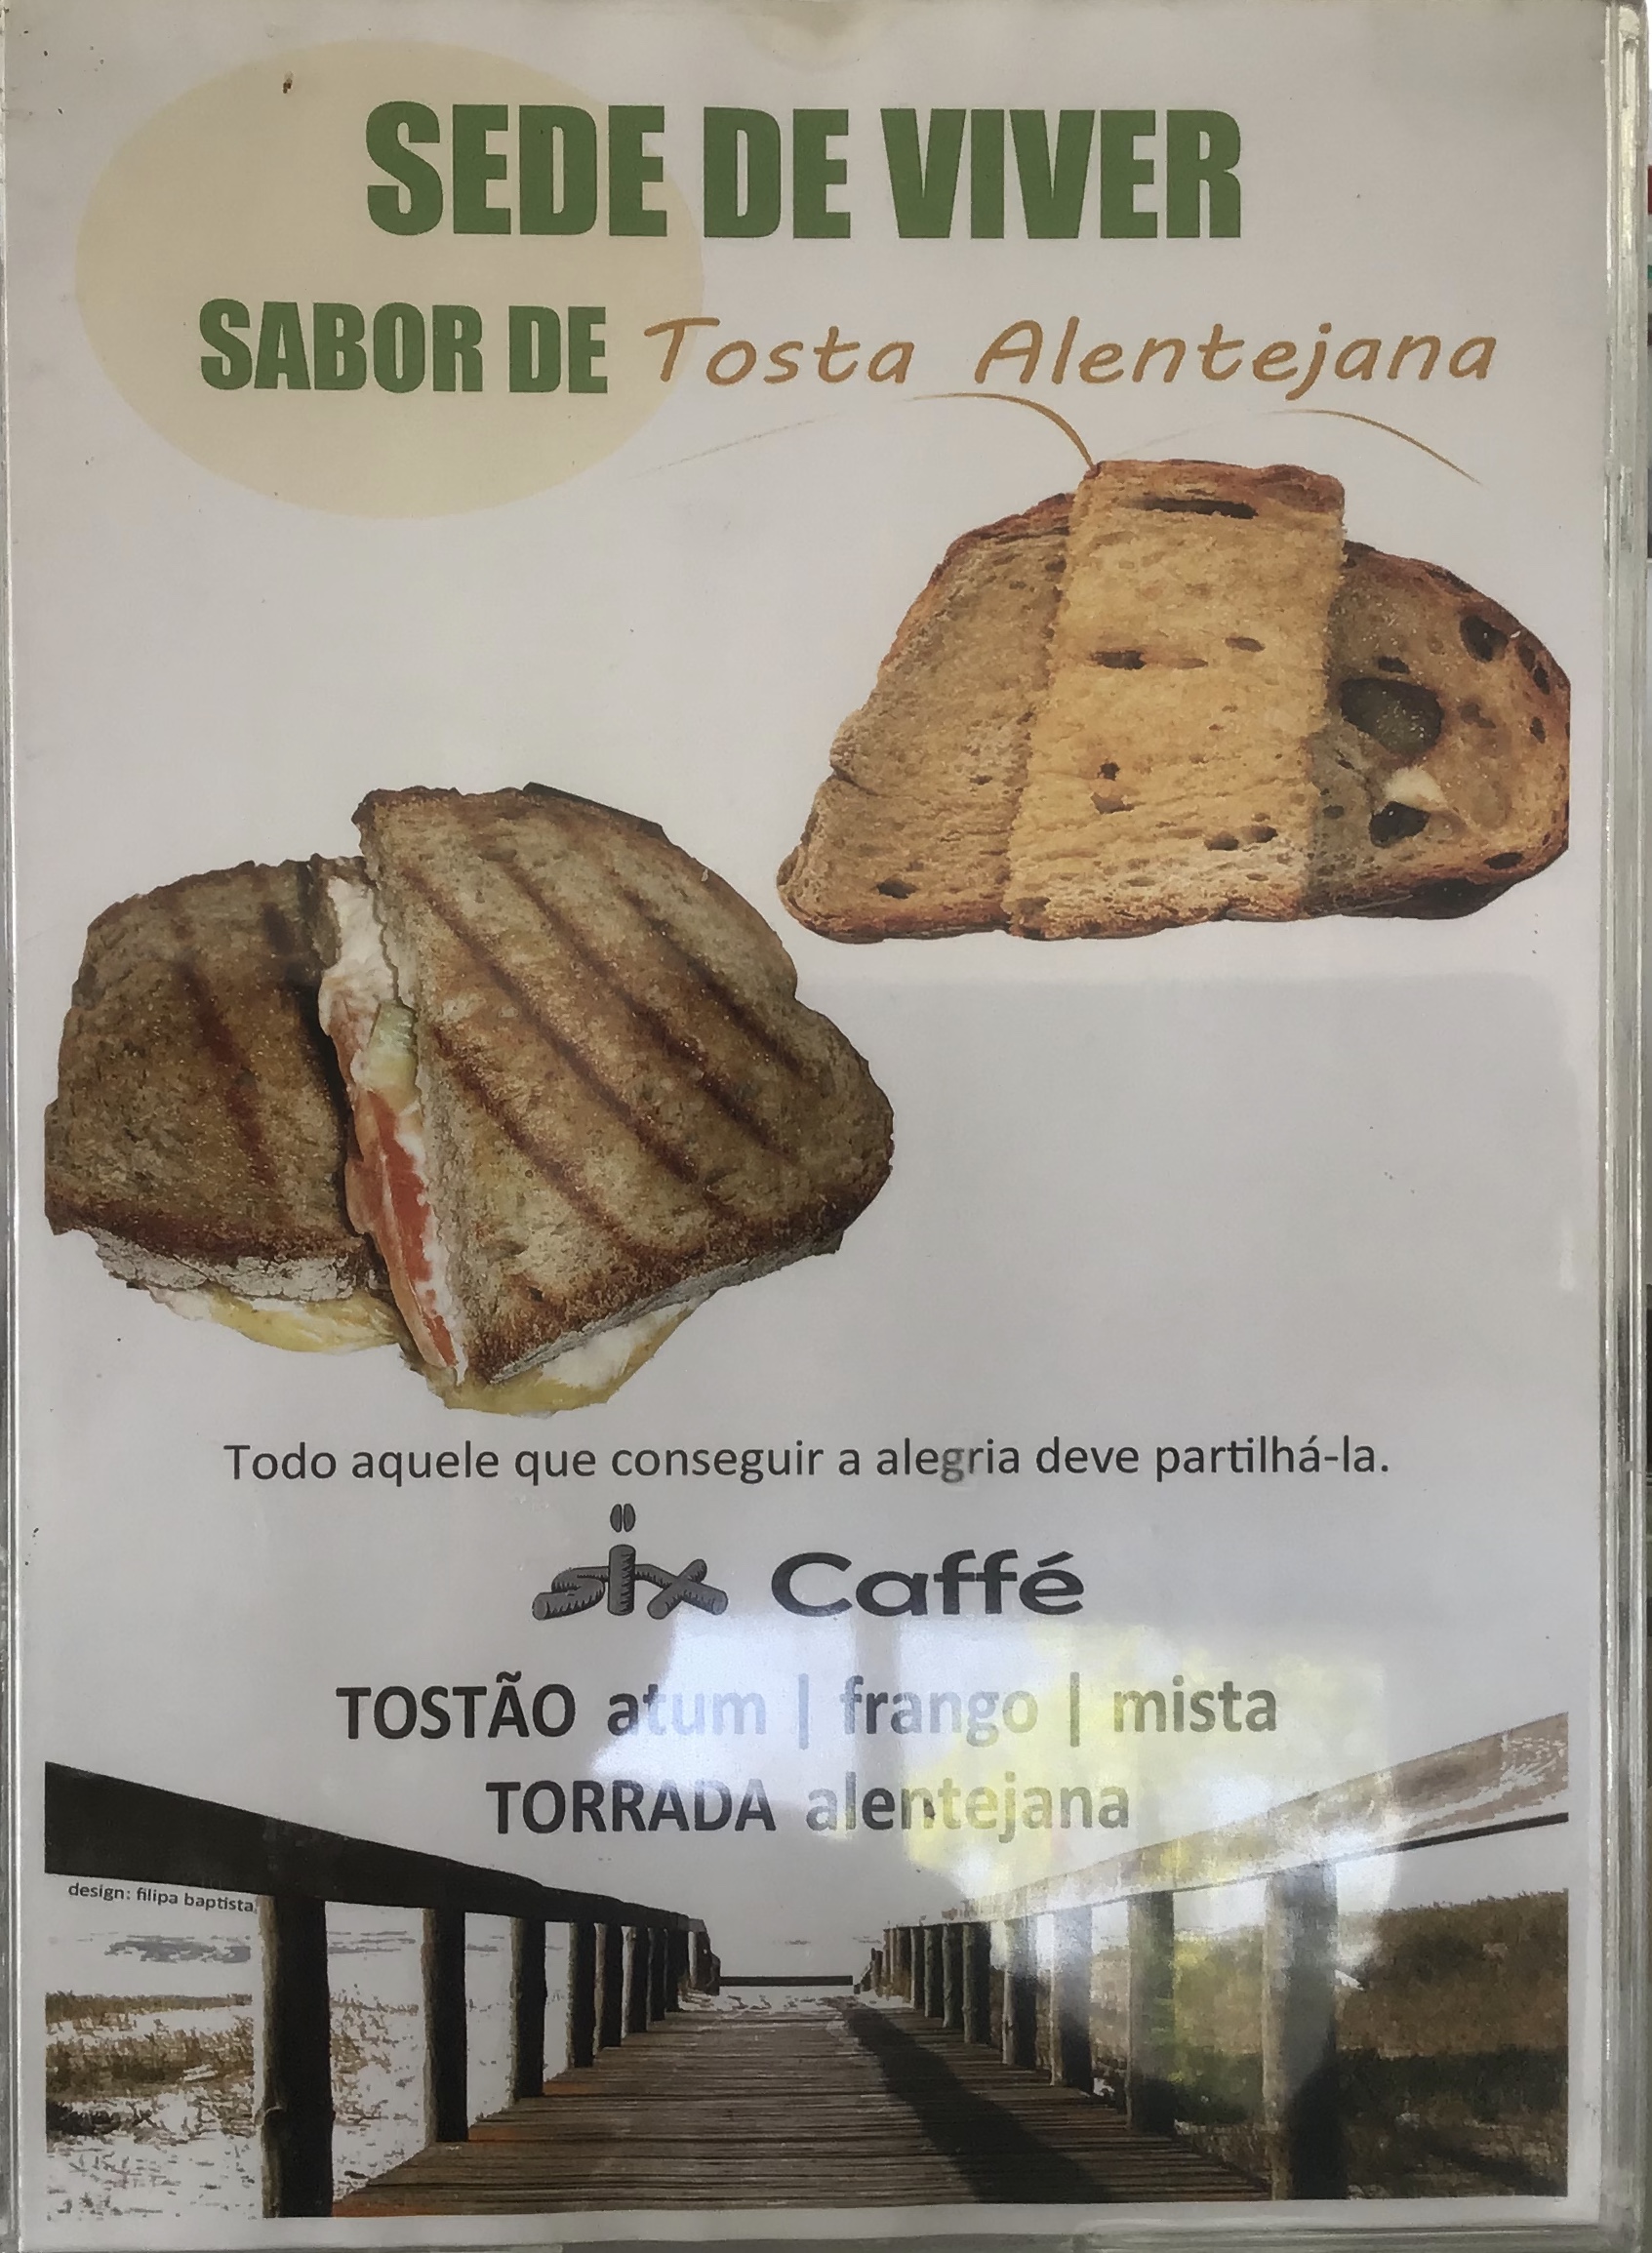 SEDE DE VIVER
SABOR DE Tosta Alentejana
Todo aquele que conseguir a alegria deve partilhá-la.
six Caffé
TOSTÃO atum | frango | mista
TORRADA alentejana
design: filipa baptista